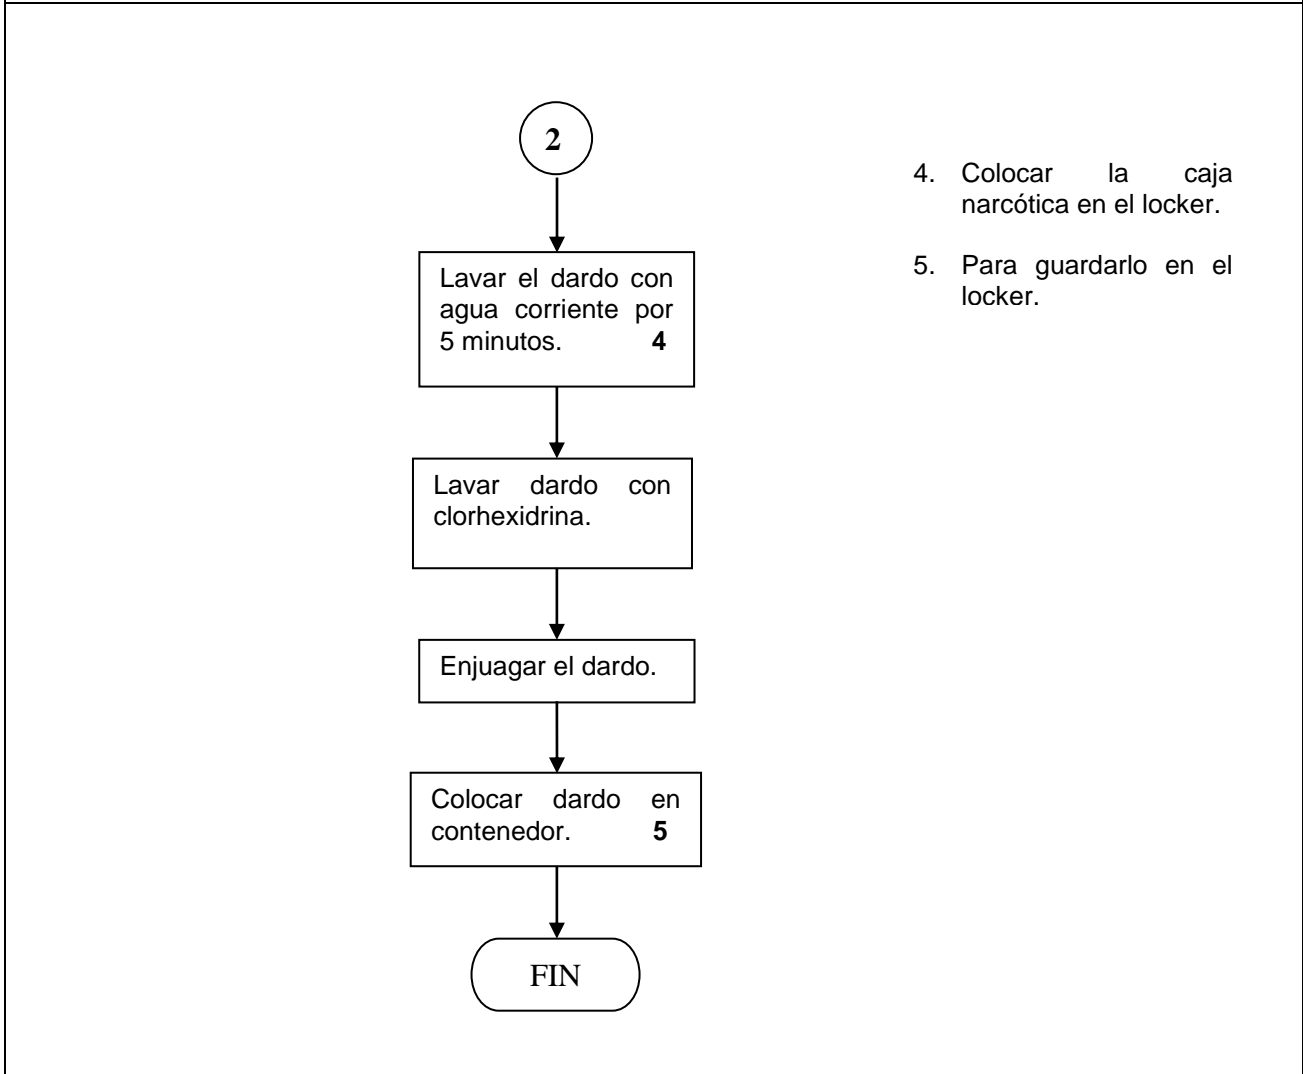 2
Lavar el dardo con
agua corriente por
5 minutos. 4
Lavar dardo con
clorhexidrina.
Enjuagar el dardo.
Colocar dardo en
contenedor. 5
FIN
4. Colocar la caja
narcótica en el locker.
5. Para guardarlo en el
locker.